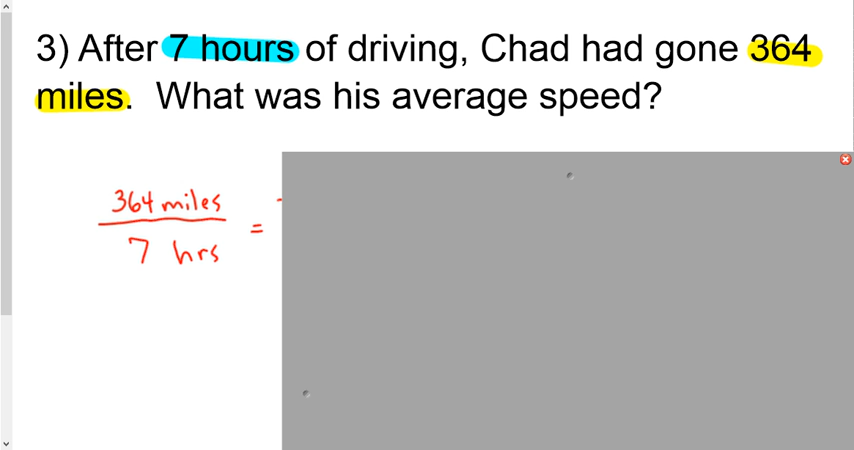 3) After 7 hours of driving, Chad had gone 364
miles. What was his average speed?
364 miles
7 hrs =